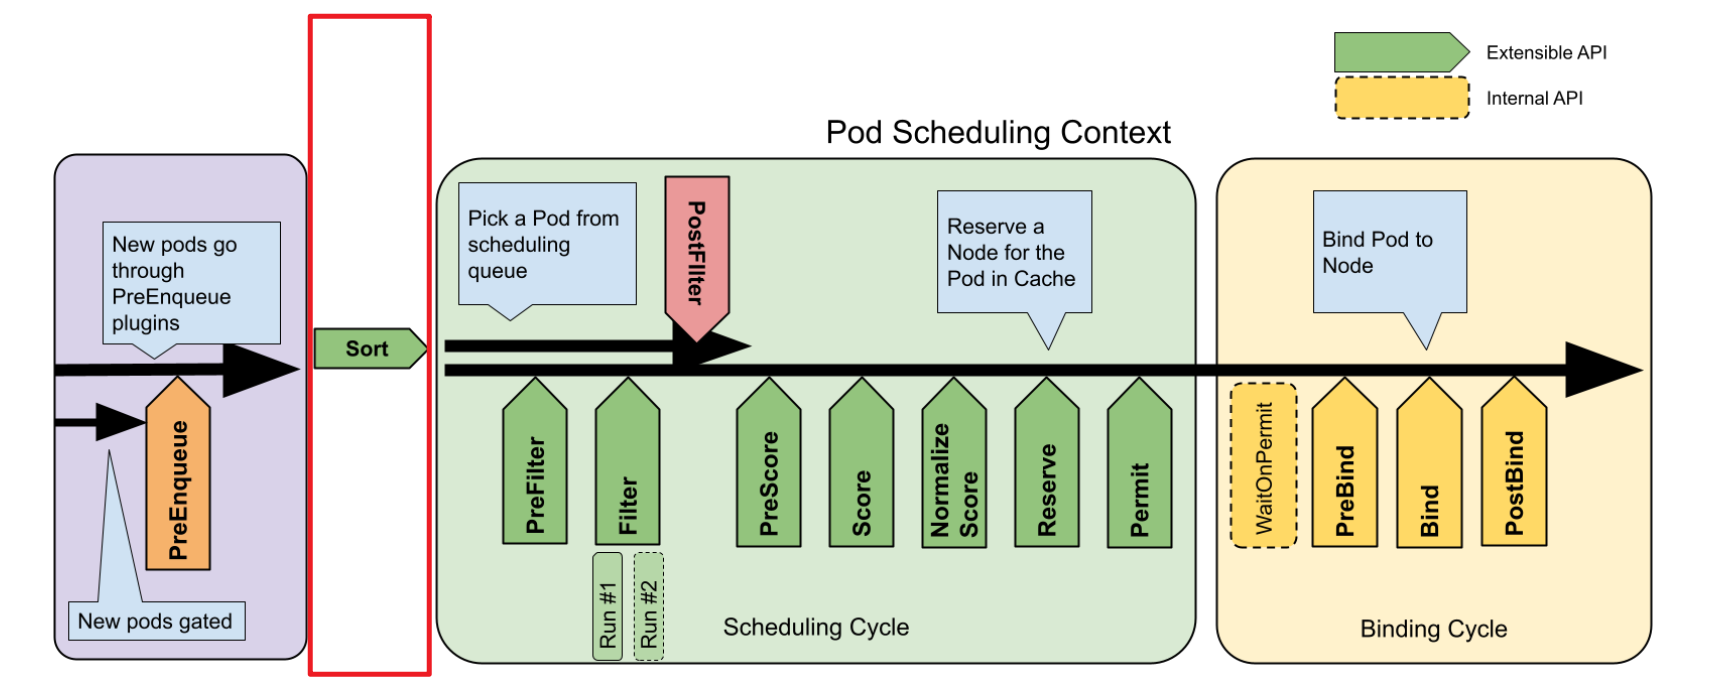 Extensible API
Internal API
Pod Scheduling Context
New pods go
through
PreEnqueue
plugins
PreEnqueue
New pods gated
Sort
Pick a Pod from
scheduling
queue
PostFIlter
Reserve a
Node for the
Pod in Cache
PreFilter
Filter
Run #1
Run #2
PreScore
Score
Normalize
Score
Reserve
Permit
Scheduling Cycle
Bind Pod to
Node
WaitOnPermit
PreBind
Bind
PostBind
Binding Cycle